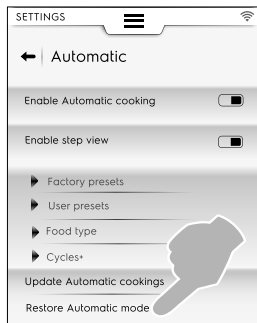 SETTINGS
Automatic
Enable Automatic cooking
Enable step view
Factory presets
User presets
Food type
Cycles+
Update Automatic cookings
Restore Automatic mode